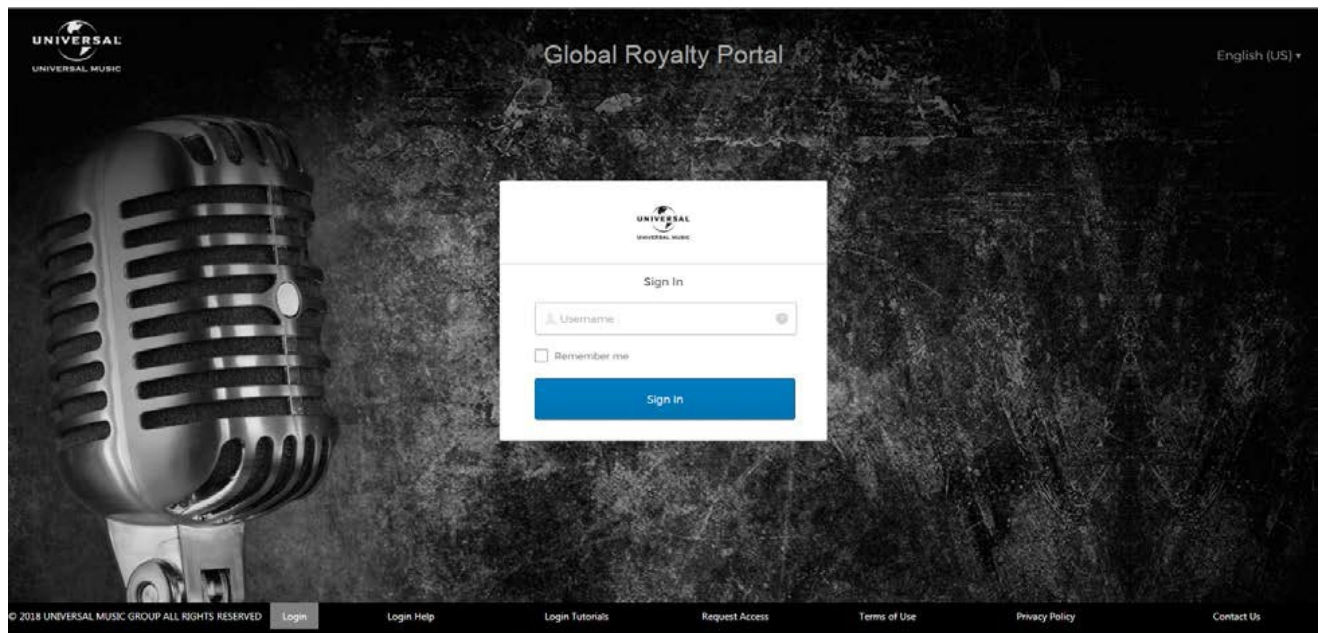 UNIVERSAL
UNIVERSAL MUSIC
Global Royalty Portal
English (US)
UNIVERSAL
UNIVERSAL MUSIC
Sign In
Username
Remember me
Sign In
© 2018 UNIVERSAL MUSIC GROUP ALL RIGHTS RESERVED Login Login Help Login Tutorials Request Access Terms of Use Privacy Policy Contact Us